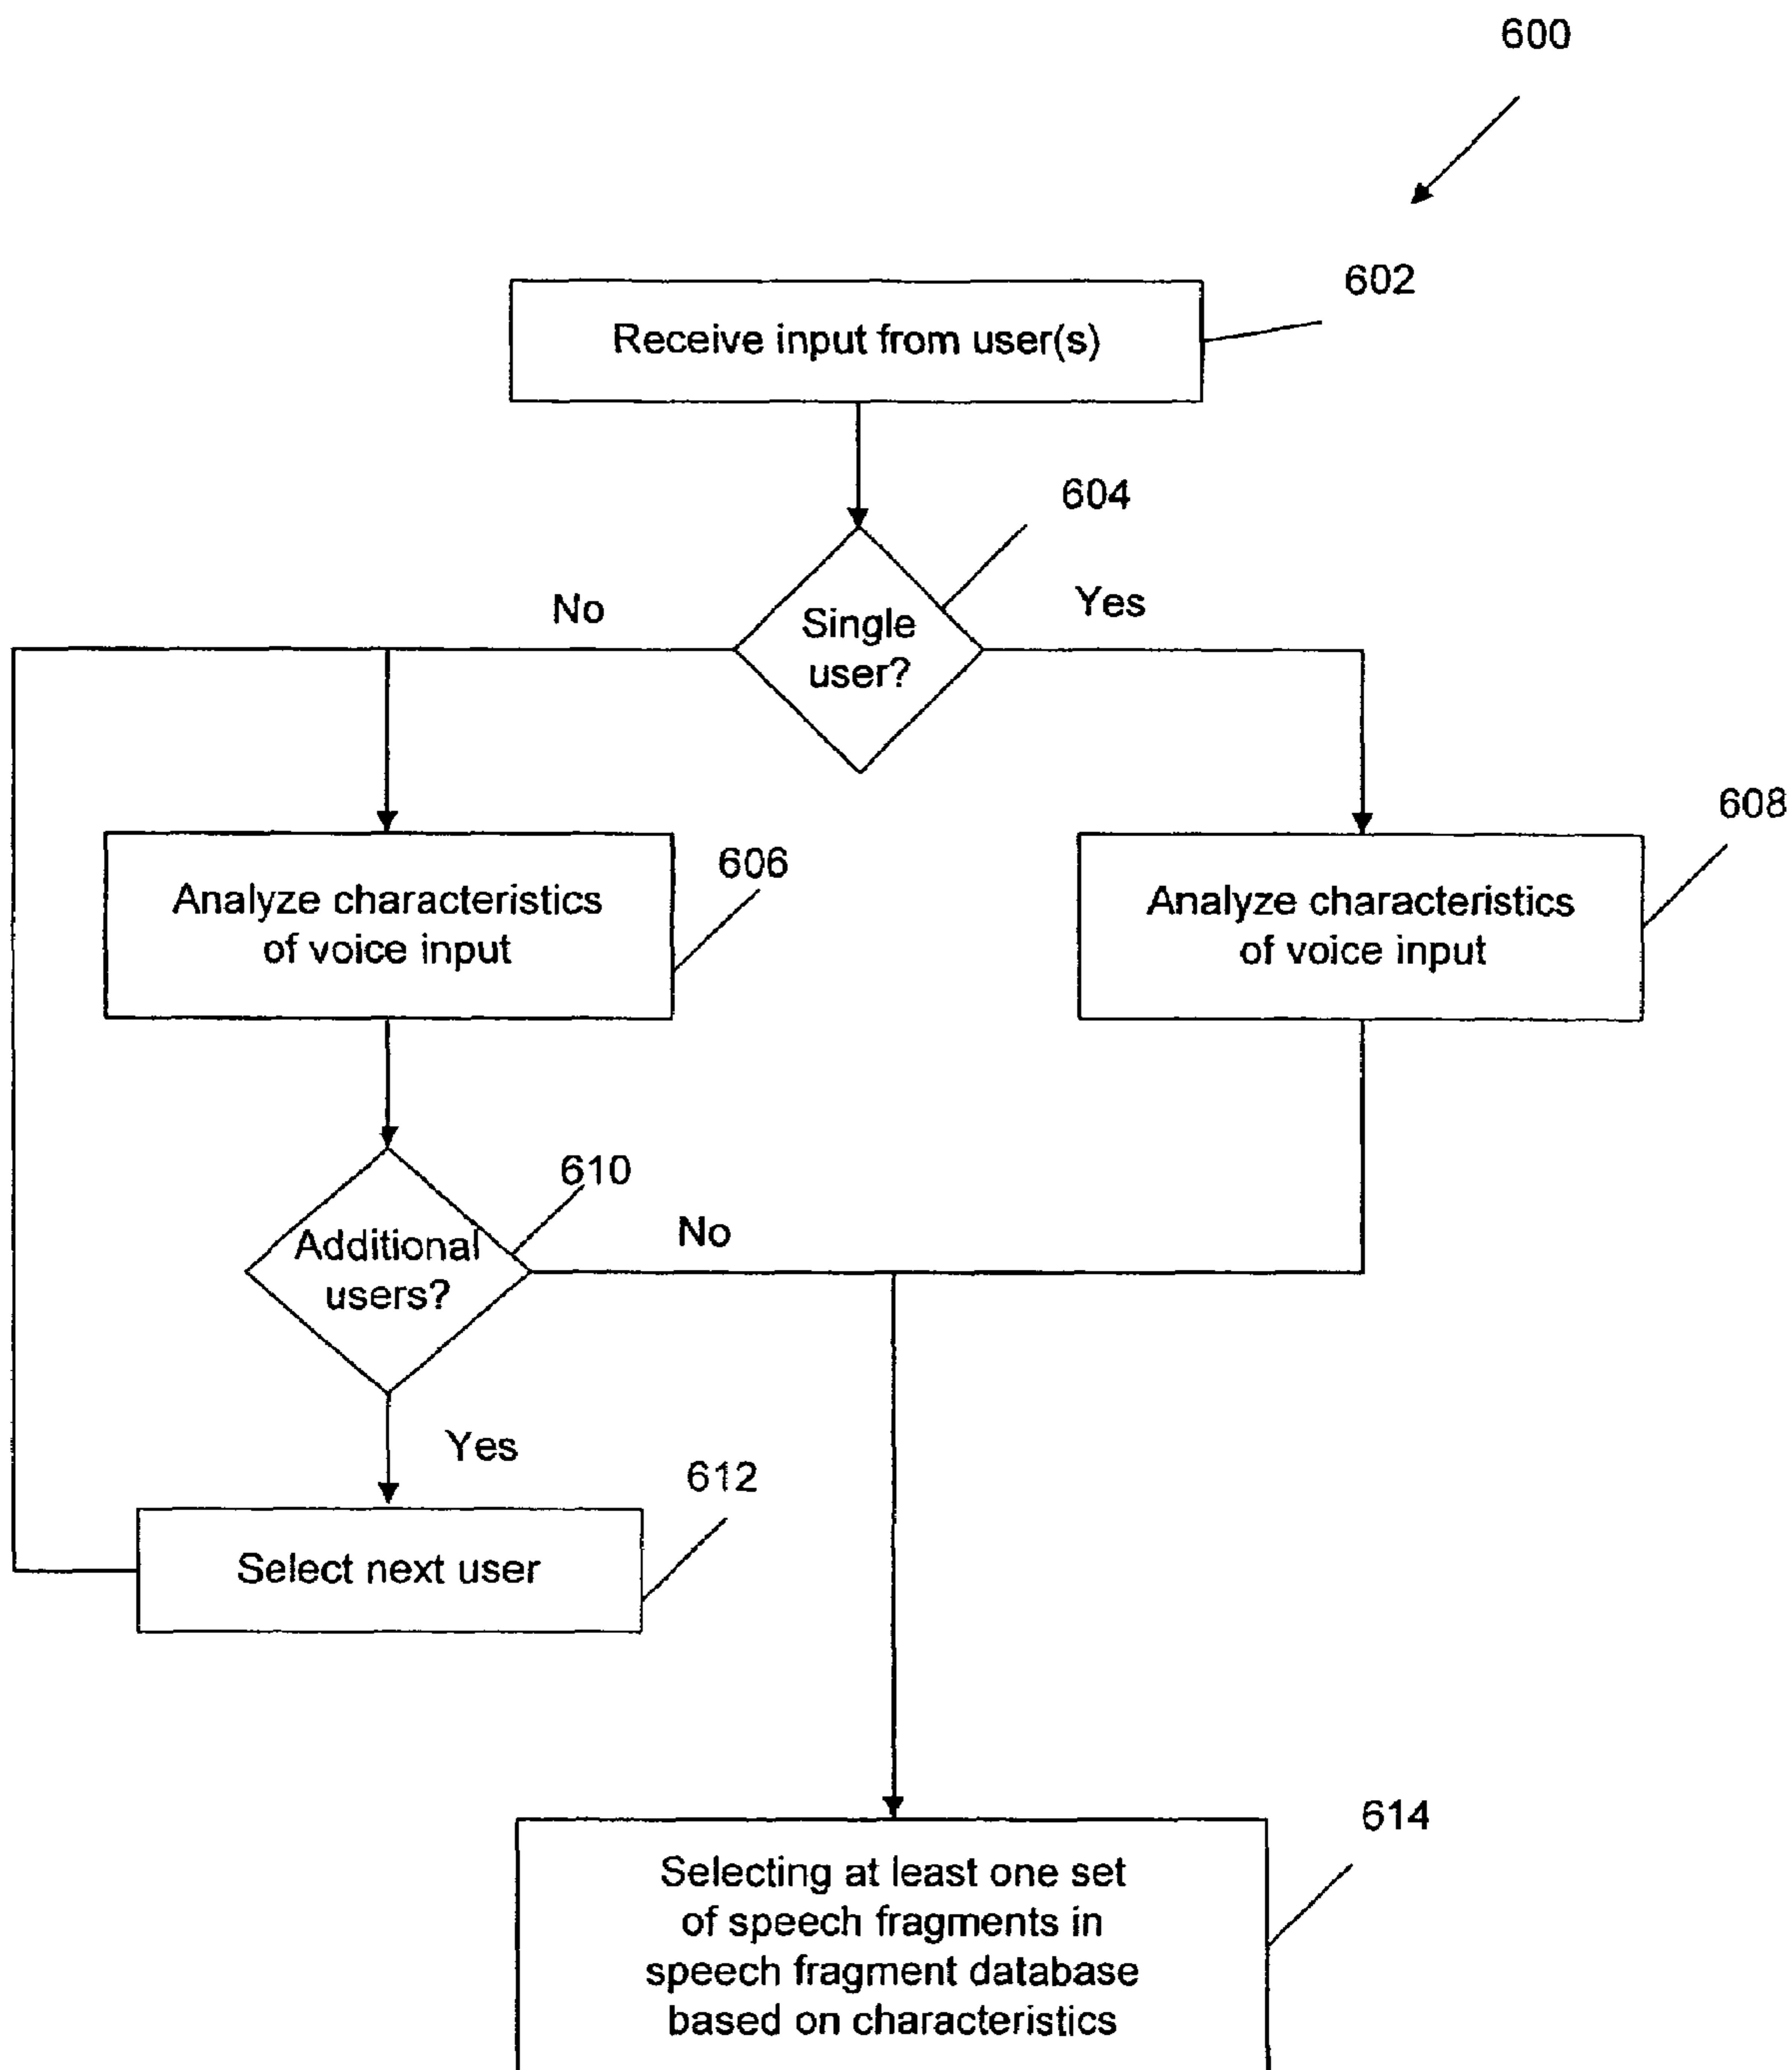 600
602
Receive input from user(s)
604
No
Yes
Single
user?
608
606
Analyze characteristics
of voice input
Analyze characteristics
of voice input
610
No
Additional
users?
Yes
612
Select next user
614
Selecting at least one set
of speech fragments in
speech fragment database
based on characteristics